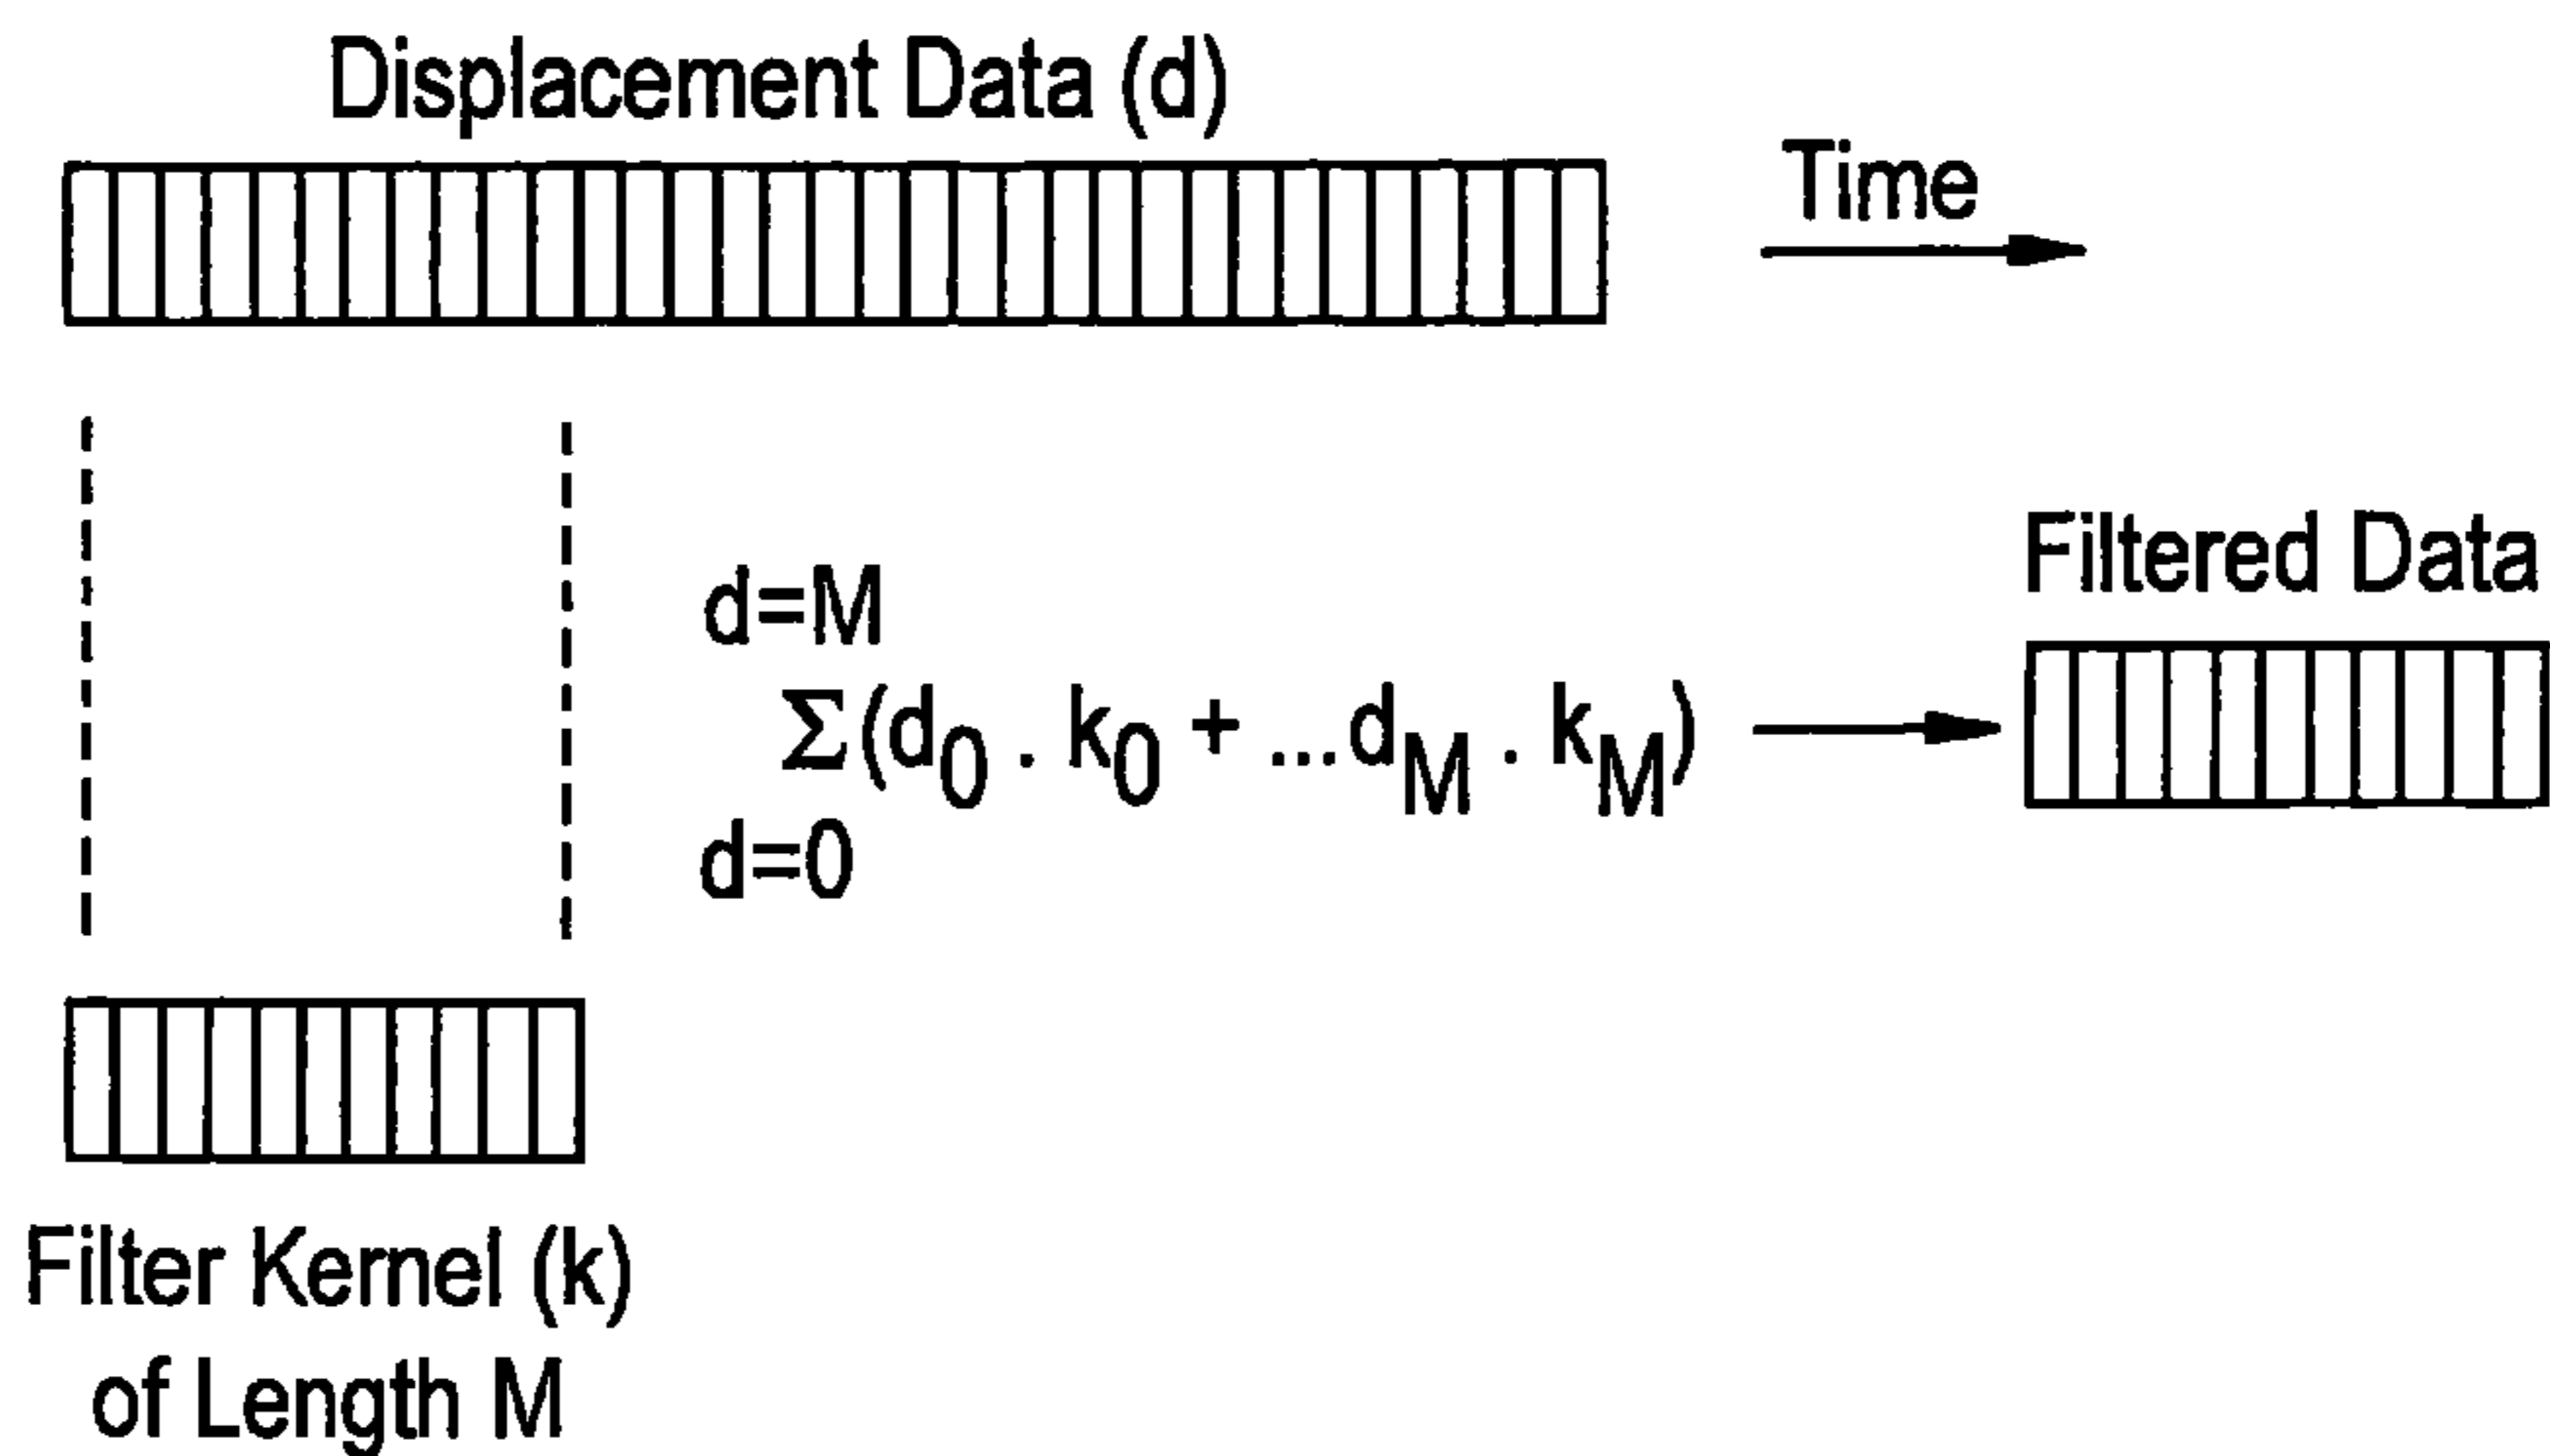 Displacement Data (d)
Time
d=M
Σ(d0 . k0 + ...dM . kM)
d=0
Filtered Data
Filter Kernel (k)
of Length M